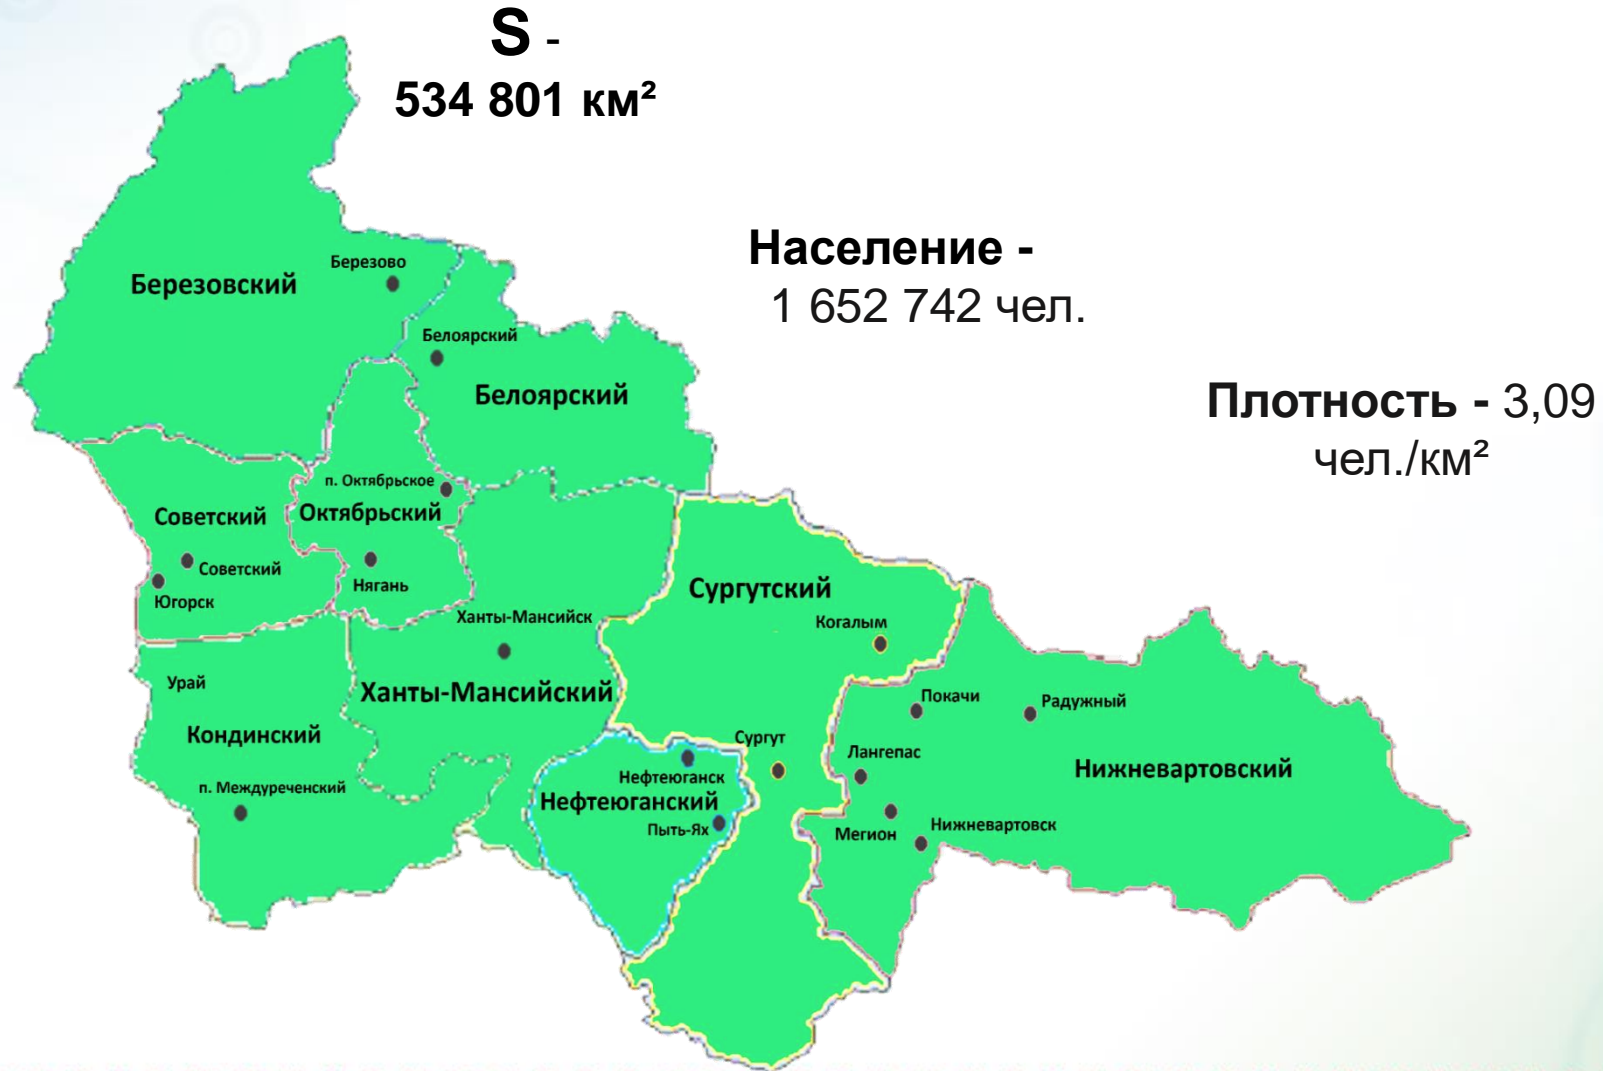 S -
534 801 км²
Население -
1 652 742 чел.
Плотность - 3,09
чел./км²
Березово
Березовский
Белоярский
Белоярский
п. Октябрьское
Октябрьский
Советский
Советский
Нягань
Югорск
Ханты-Мансийск
Сургутский
Когалым
Урай
Ханты-Мансийский
Покачи
Радужный
Кондинский
Сургут
Лангепас
Нижневартовский
Нефтеюганск
п. Междуреченский
Нефтеюганский
Пыть-Ях
Мегион
Нижневартовск